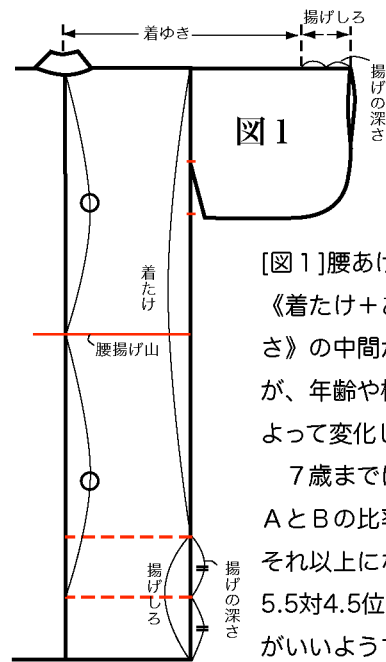 着ゆき
揚げしろ
揚げの深さ
図１
着たけ
腰揚げ山
揚げしろ
揚げの深さ
[図１]腰あけ
《着たけ＋
さ》の中間が
が、年齢や
よって変化し
７歳までに
ＡとＢの比率
それ以上に
5.5対4.5位
がいいよう